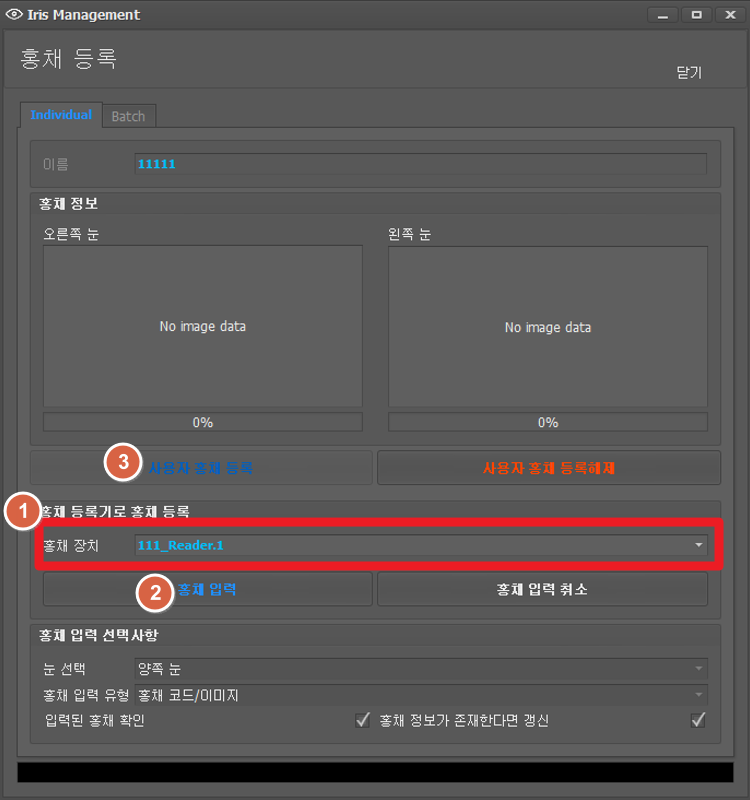 Iris Management
홍채 등록
닫기
Individual Batch
이름 11111
홍채 정보
오른쪽 눈 왼쪽 눈
No image data No image data
0% 0%
3 사용자 홍채 등록 사용자 홍채 등록해제
1 홍채 등록기로 홍채 등록
홍채 장치 111_Reader.1
2 홍채 입력 홍채 입력 취소
홍채 입력 선택사항
눈 선택 양쪽 눈
홍채 입력 유형 홍채 코드/이미지
입력된 홍채 확인 홍채 정보가 존재한다면 갱신